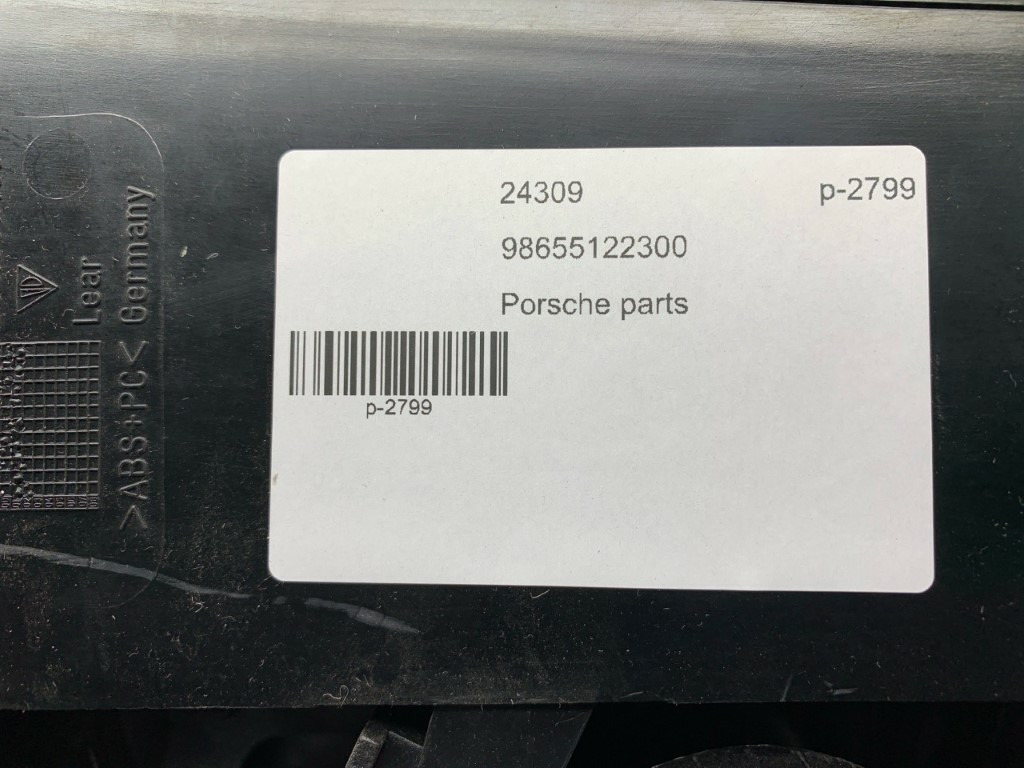 24309
p-2799
98655122300
Porsche parts
p-2799
Lear
>ABS+PC< Germany